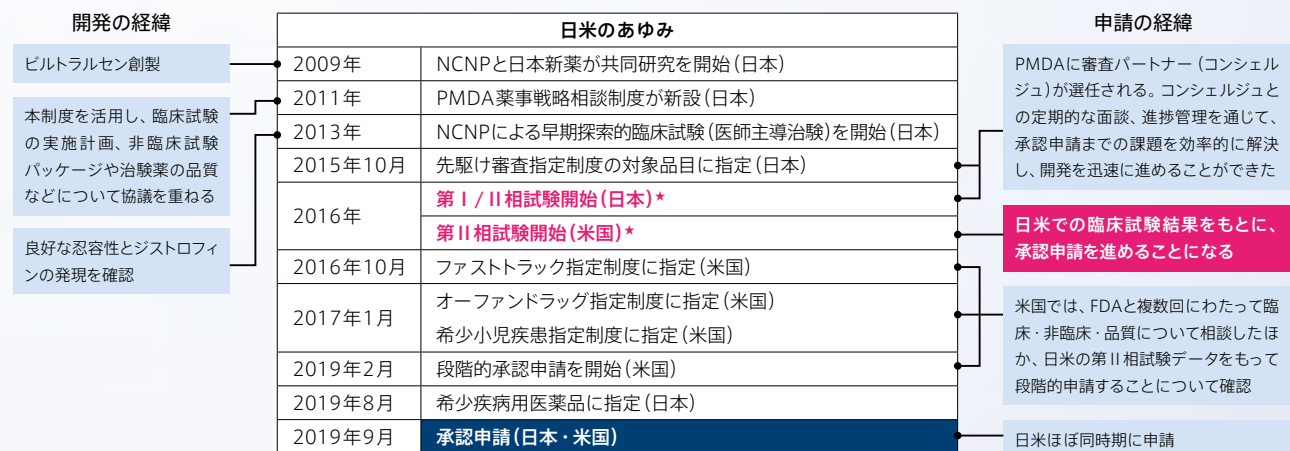 開発の経緯
ビルトラルセン創製
本制度を活用し、臨床試験
の実施計画、非臨床試験
パッケージや治験薬の品質
などについて協議を重ねる
良好な忍容性とジストロフィ
ンの発現を確認
日米のあゆみ
2009年 NCNPと日本新薬が共同研究を開始（日本）
2011年 PMDA薬事戦略相談制度が新設（日本）
2013年 NCNPによる早期探索的臨床試験（医師主導治験）を開始（日本）
2015年10月 先駆け審査指定制度の対象品目に指定（日本）
2016年 第Ⅰ/Ⅱ相試験開始（日本）★
第Ⅱ相試験開始（米国）★
2016年10月 ファストトラック指定制度に指定（米国）
2017年1月 オーファンドラッグ指定制度に指定（米国）
希少小児疾患指定制度に指定（米国）
2019年2月 段階的承認申請を開始（米国）
2019年8月 希少疾病用医薬品に指定（日本）
2019年9月 承認申請（日本・米国）
申請の経緯
PMDAに審査パートナー（コンシェル
ジュ）が選任される。コンシェルジュと
の定期的な面談、進捗管理を通じて、
承認申請までの課題を効率的に解決
し、開発を迅速に進めることができた
日米での臨床試験結果をもとに、
承認申請を進めることになる
米国では、FDAと複数回にわたって臨
床・非臨床・品質について相談したほ
か、日米の第Ⅱ相試験データをもって
段階的申請することについて確認
日米ほぼ同時期に申請